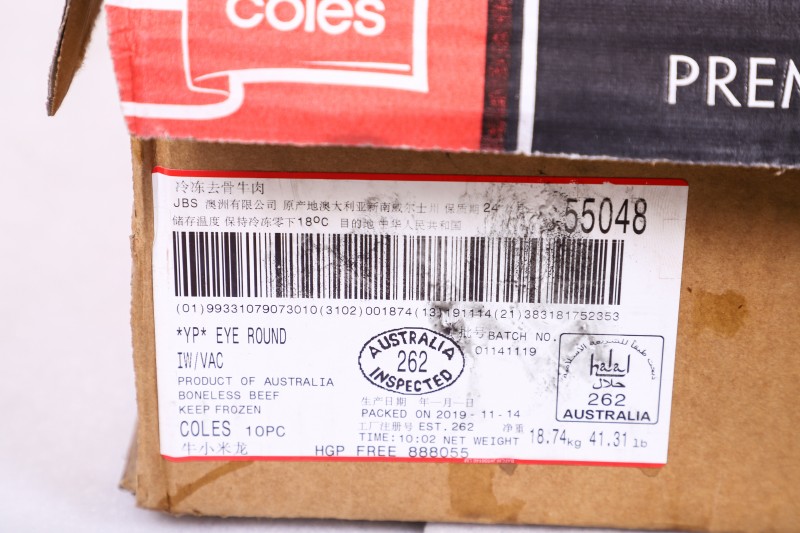 coles
PREM
冷冻去骨牛肉
JBS 澳洲有限公司 原产地澳大利亚新南威尔士州 保质期 24
55048
储存温度 保持冷冻零下18°C 目的地 中华人民共和国
(01)99331079073010(3102)001874(13)191114(21)383181752353
*YP* EYE ROUND
IW/VAC
PRODUCT OF AUSTRALIA
BONELESS BEEF
KEEP FROZEN
COLES 10PC
牛小米龙
AUSTRALIA
262
INSPECTED
批号 BATCH NO.
01141119
生产日期 年-月-日
PACKED ON 2019-11-14
工厂注册号 EST.262 净重
TIME:10:02 NET WEIGHT 18.74kg 41.31 lb
HGP FREE 888055
halal
حلال
262
AUSTRALIA